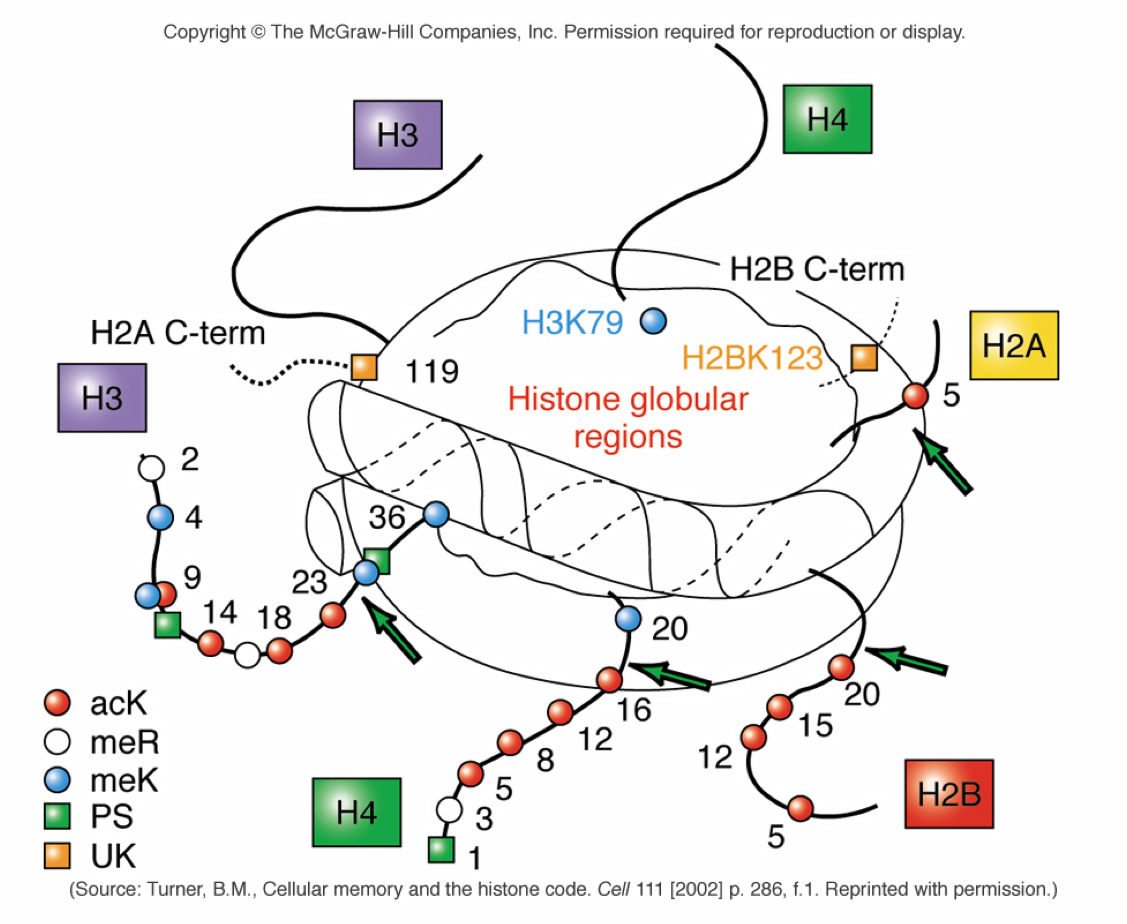 Copyright © The McGraw-Hill Companies, Inc. Permission required for reproduction or display.
H3
H4
H2B C-term
H3K79
H2A C-term
H2BK123
H2A
119
H3
Histone globular
regions
5
2
4
36
9
23
14
18
20
acK
16
20
meR
12
15
12
meK
8
5
H4
H2B
PS
3
5
UK
1
(Source: Turner, B.M., Cellular memory and the histone code. Cell 111 [2002] p. 286, f.1. Reprinted with permission.)